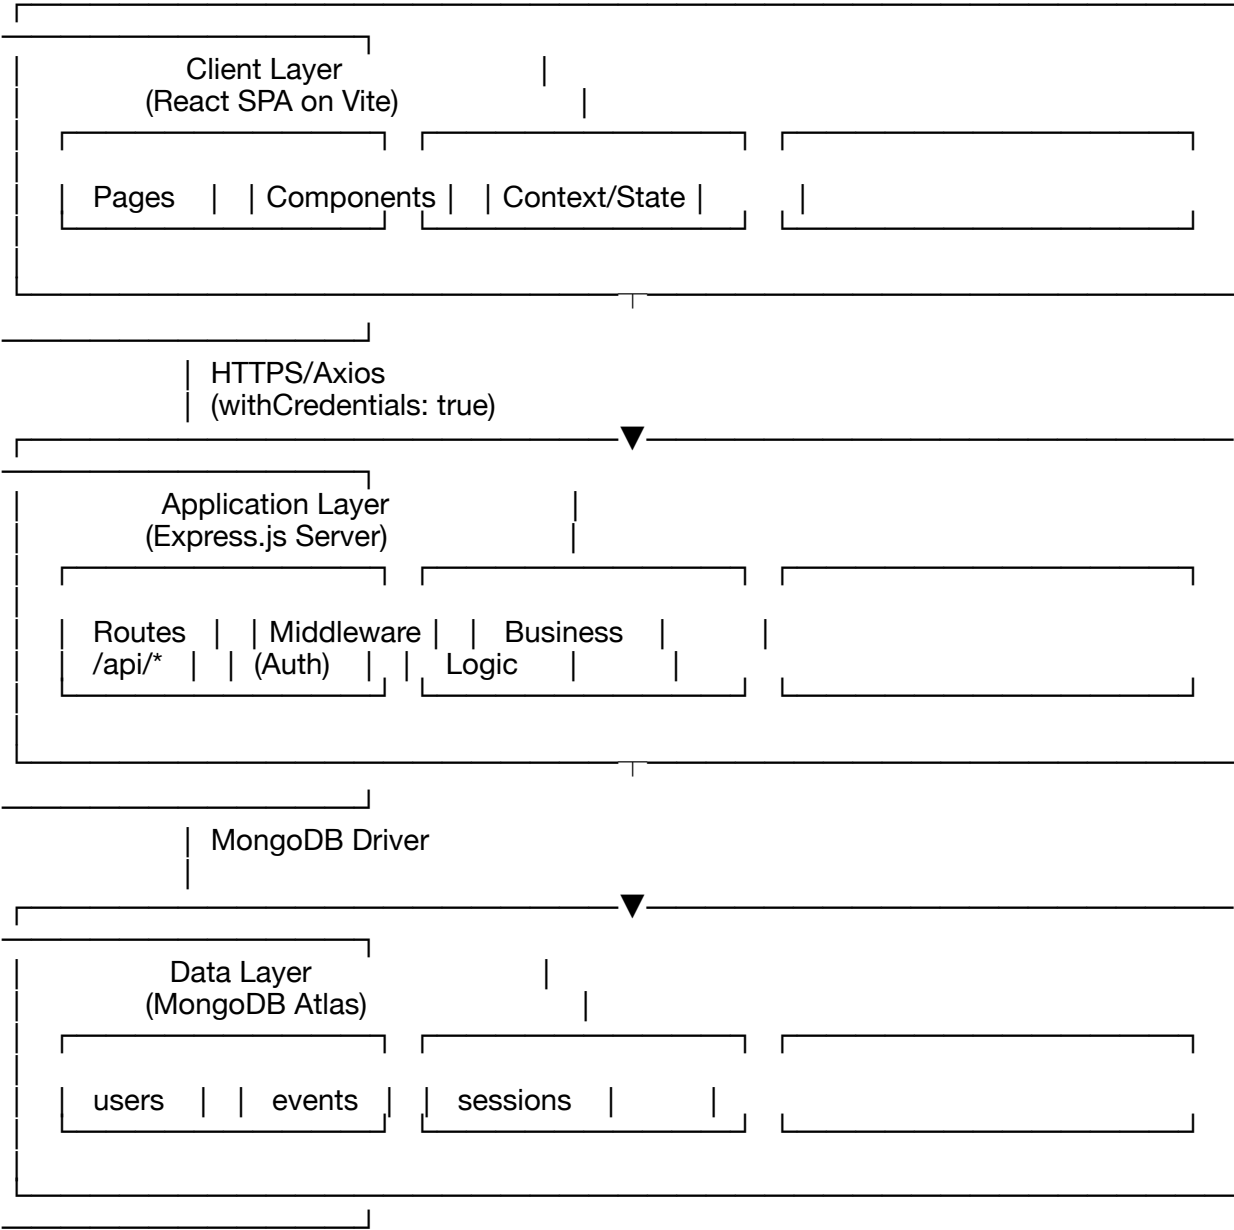 Client Layer
(React SPA on Vite)
Pages | | Components | | Context/State |
HTTPS/Axios
(withCredentials: true)
▼
Application Layer
(Express.js Server)
Routes | | Middleware | | Business |
/api/* | | (Auth) | | Logic |
MongoDB Driver
▼
Data Layer
(MongoDB Atlas)
users | | events | | sessions |